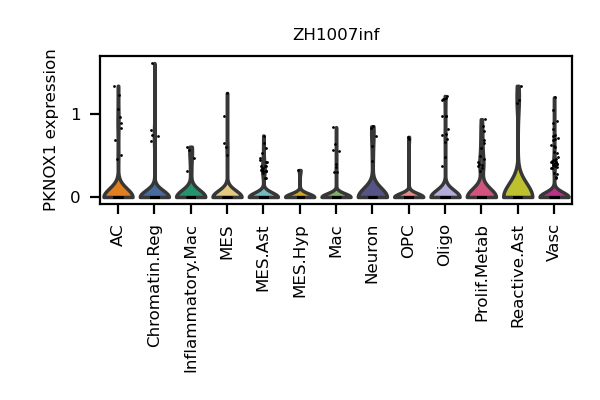 ZH1007inf
PKNOX1 expression
1
0
AC
Chromatin.Reg
Inflammatory.Mac
MES
MES.Ast
MES.Hyp
Mac
Neuron
OPC
Oligo
Prolif.Metab
Reactive.Ast
Vasc